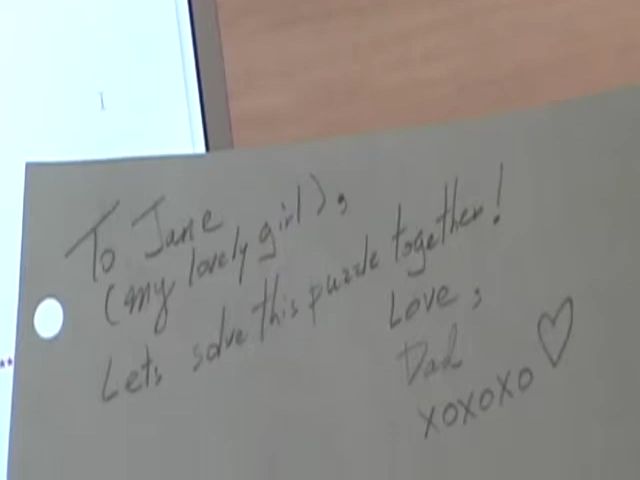 To Jane
(my lovely girl),
Lets solve this puzzle together!
Love,
Dad
xoxoxo ♡